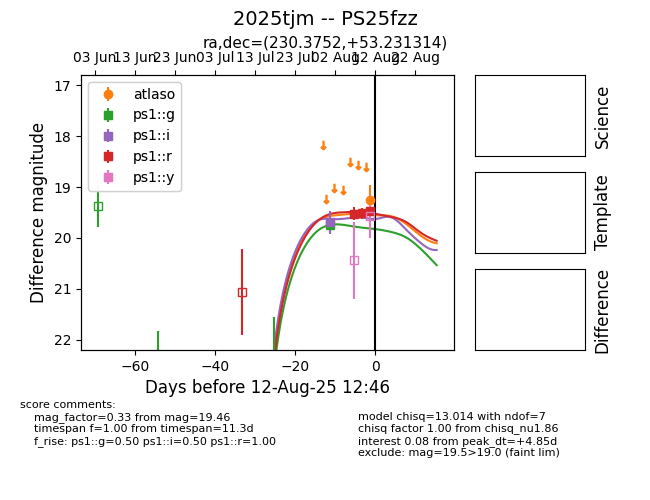 2025tjm -- PS25fzz
ra,dec=(230.3752,+53.231314)
03 Jun 13 Jun 23 Jun 03 Jul 13 Jul 23 Jul 02 Aug 12 Aug 22 Aug
17
18
19
20
21
22
Difference magnitude
atlaso
ps1::g
ps1::i
ps1::r
ps1::y
Science
Template
Difference
−60 −40 −20 0
Days before 12-Aug-25 12:46
score comments:
mag_factor=0.33 from mag=19.46
timespan f=1.00 from timespan=11.3d
f_rise: ps1::g=0.50 ps1::i=0.50 ps1::r=1.00
model chisq=13.014 with ndof=7
chisq factor 1.00 from chisq_nu1.86
interest 0.08 from peak_dt=+4.85d
exclude: mag=19.5>19.0 (faint lim)